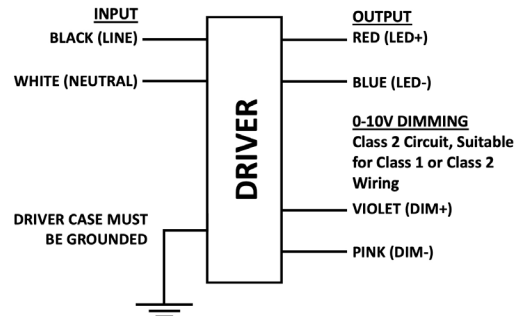 INPUT
BLACK (LINE)
WHITE (NEUTRAL)
DRIVER CASE MUST
BE GROUNDED
DRIVER
OUTPUT
RED (LED+)
BLUE (LED-)
0-10V DIMMING
Class 2 Circuit, Suitable
for Class 1 or Class 2
Wiring
VIOLET (DIM+)
PINK (DIM-)